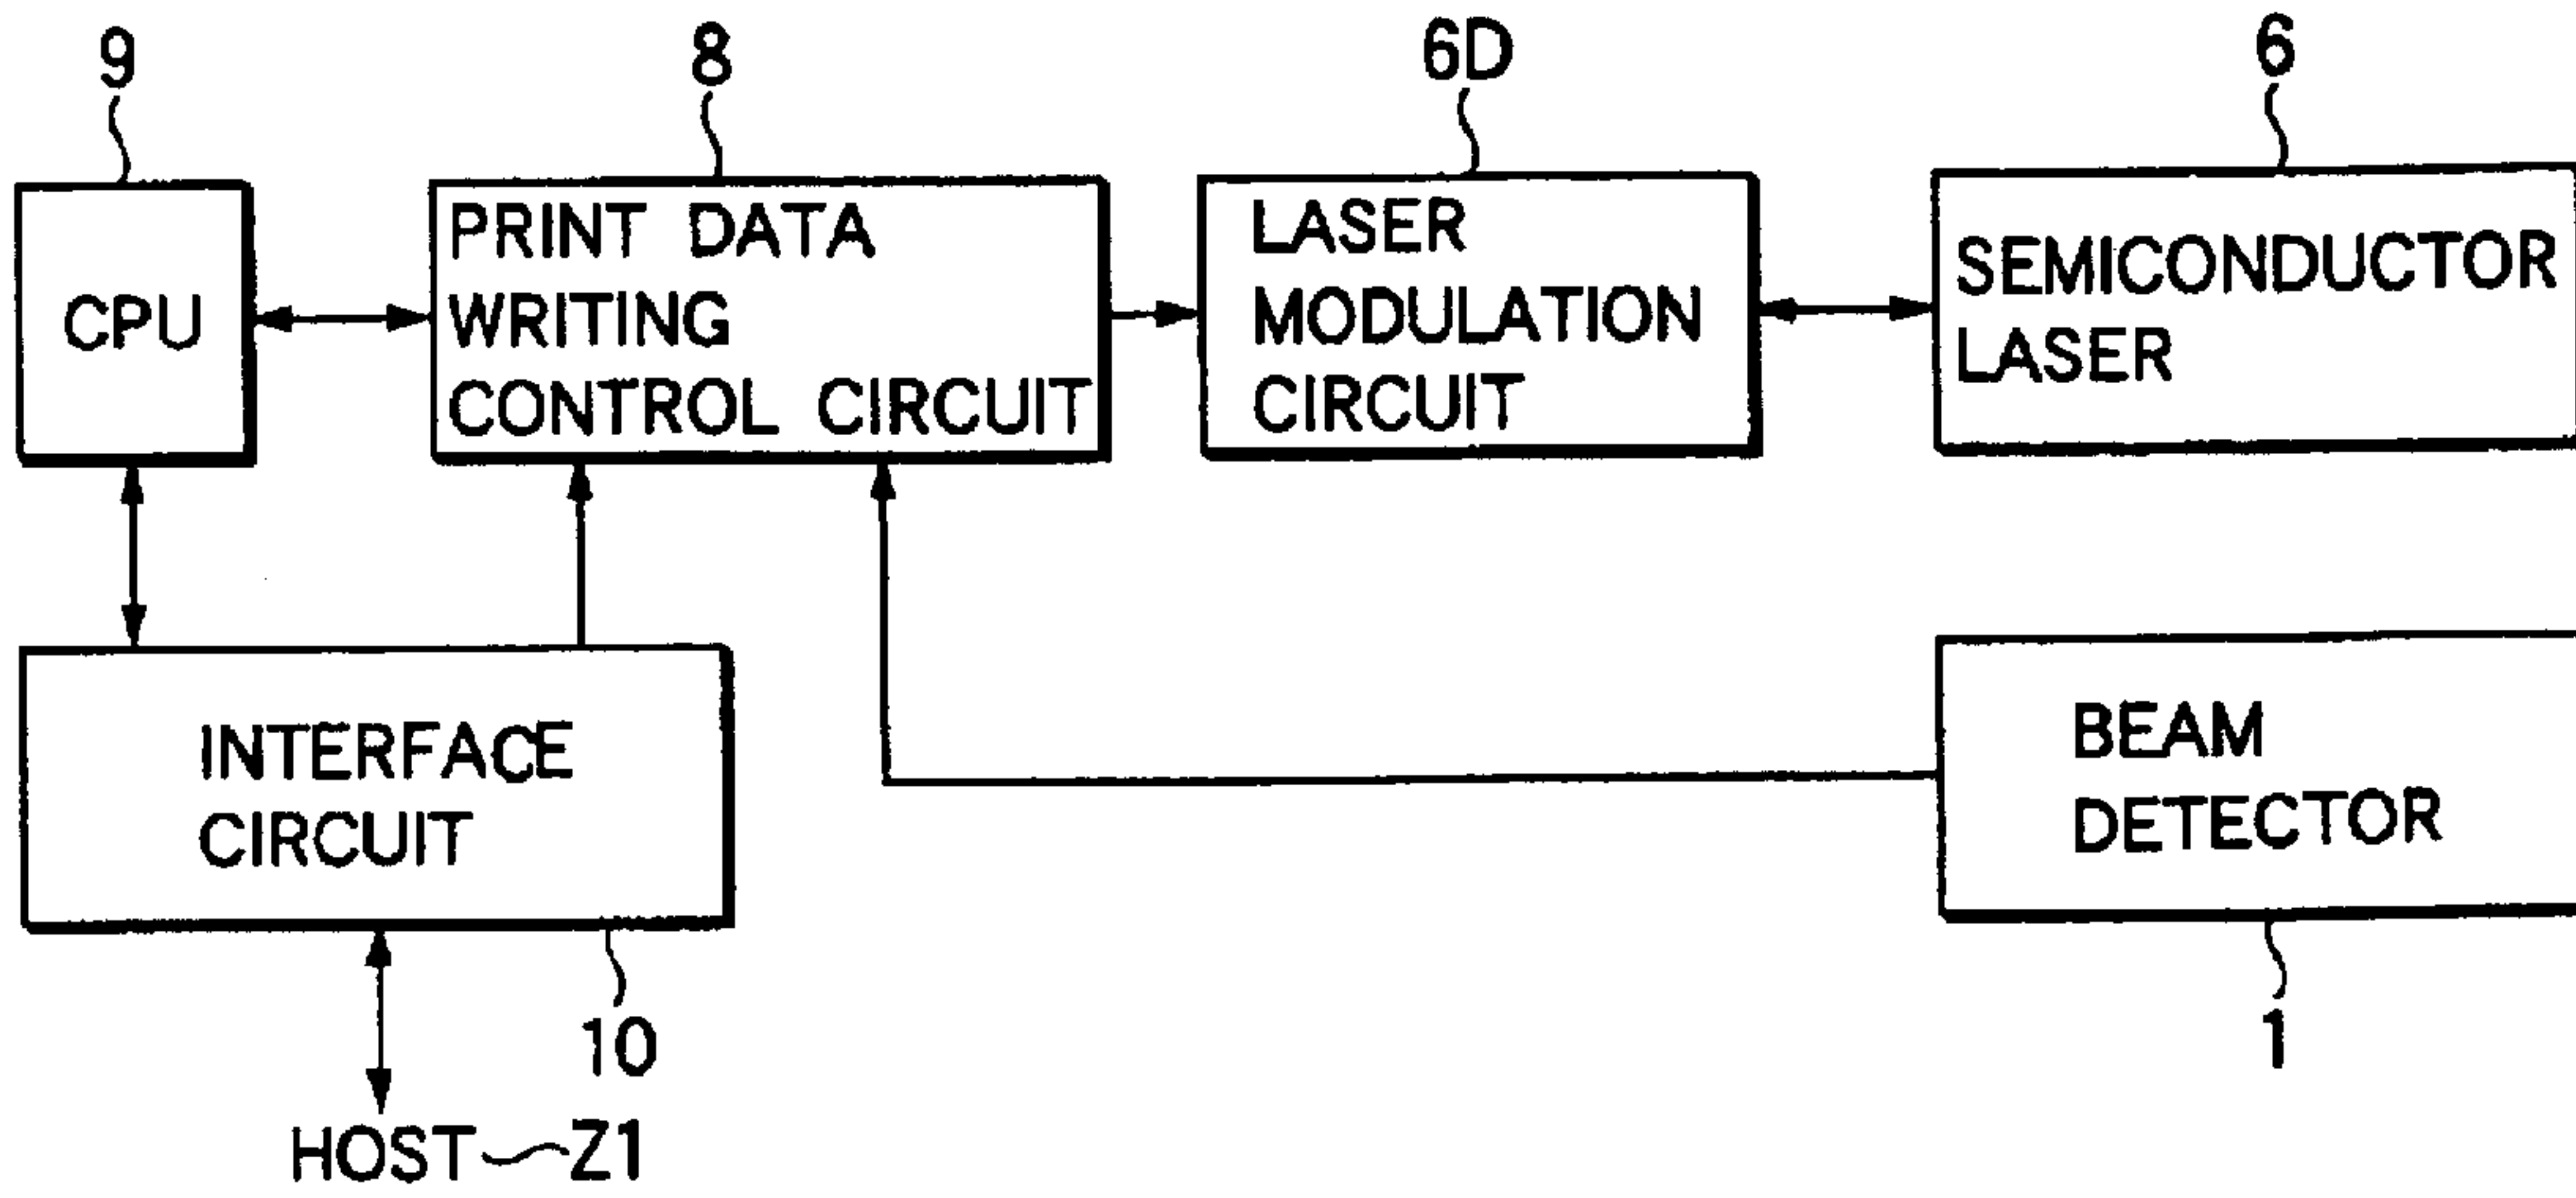 9
8
6D
6
CPU
PRINT DATA
WRITING
CONTROL CIRCUIT
LASER
MODULATION
CIRCUIT
SEMICONDUCTOR
LASER
INTERFACE
CIRCUIT
BEAM
DETECTOR
10
1
HOST Z1